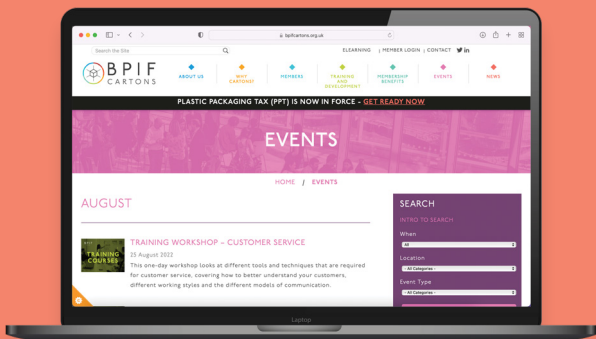 bpifcartons.org.uk
Search the Site
ELEARNING | MEMBER LOGIN | CONTACT
BPIF
CARTONS
ABOUT US
WHY
CARTONS?
MEMBERS
TRAINING
AND
DEVELOPMENT
MEMBERSHIP
BENEFITS
EVENTS
NEWS
PLASTIC PACKAGING TAX (PPT) IS NOW IN FORCE - GET READY NOW
EVENTS
HOME / EVENTS
AUGUST
TRAINING
COURSES
TRAINING WORKSHOP – CUSTOMER SERVICE
25 August 2022
This one-day workshop looks at different tools and techniques that are required
for customer service, covering how to better understand your customers,
different working styles and the different models of communication.
SEARCH
INTRO TO SEARCH
When
All
Location
- All Categories -
Event Type
- All Categories -
Laptop